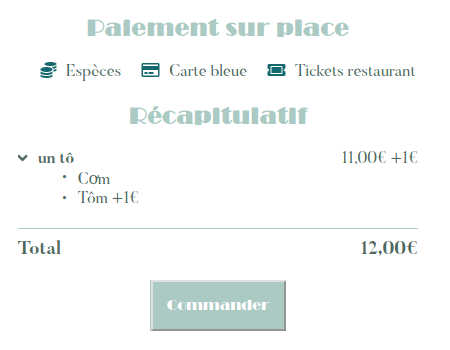 Paiement sur place
Espèces Carte bleue Tickets restaurant
Récapitulatif
un tô 11,00€ +1€
• Cơm
• Tôm +1€
Total 12,00€
Commander